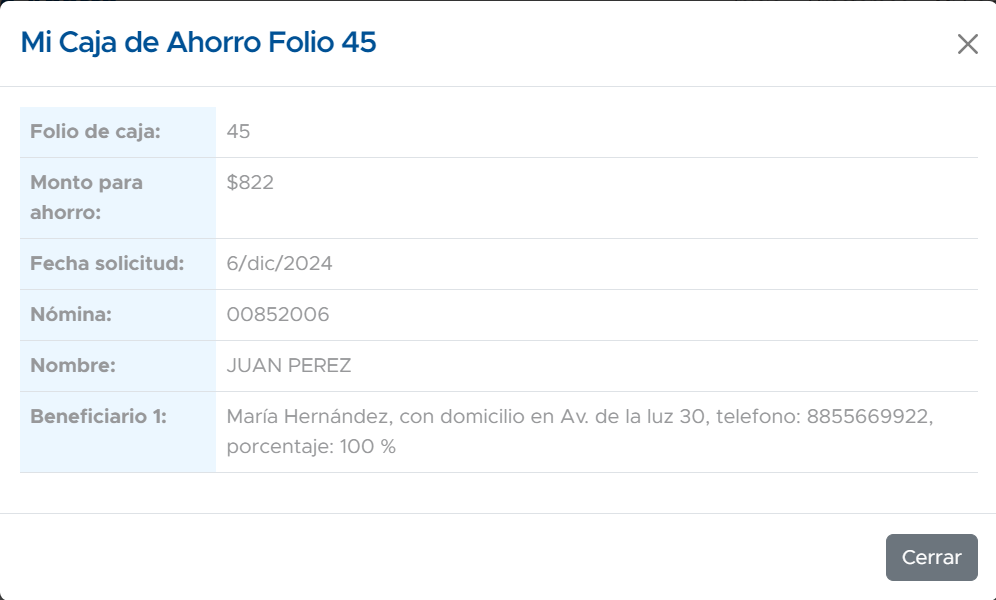 Mi Caja de Ahorro Folio 45
Folio de caja: 45
Monto para
ahorro: $822
Fecha solicitud: 6/dic/2024
Nómina: 00852006
Nombre: JUAN PEREZ
Beneficiario 1: María Hernández, con domicilio en Av. de la luz 30, telefono: 8855669922,
porcentaje: 100 %
Cerrar